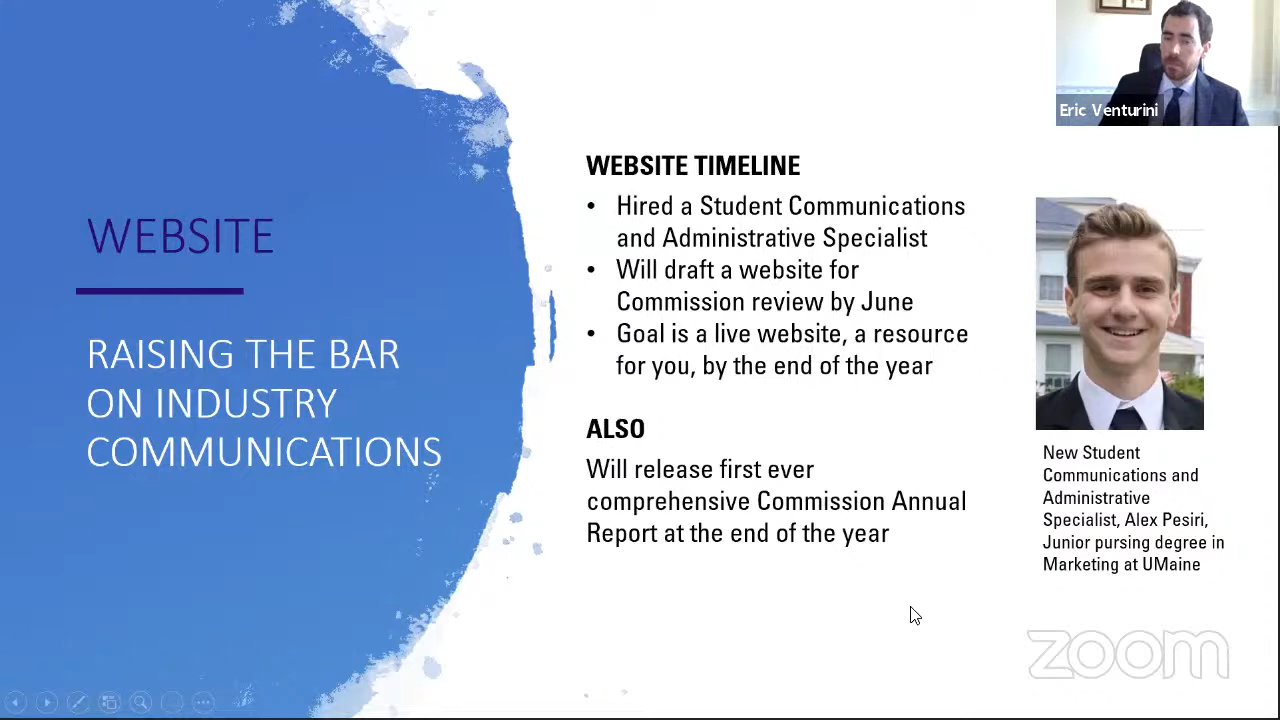 Eric Venturini
WEBSITE
RAISING THE BAR
ON INDUSTRY
COMMUNICATIONS
WEBSITE TIMELINE
• Hired a Student Communications
and Administrative Specialist
• Will draft a website for
Commission review by June
• Goal is a live website, a resource
for you, by the end of the year
ALSO
Will release first ever
comprehensive Commission Annual
Report at the end of the year
New Student
Communications and
Administrative
Specialist, Alex Pesiri,
Junior pursing degree in
Marketing at UMaine
zoom